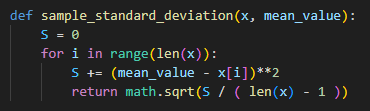 def sample_standard_deviation(x, mean_value):
    S = 0
    for i in range(len(x)):
        S += (mean_value - x[i])**2
        return math.sqrt(S / ( len(x) - 1 ))